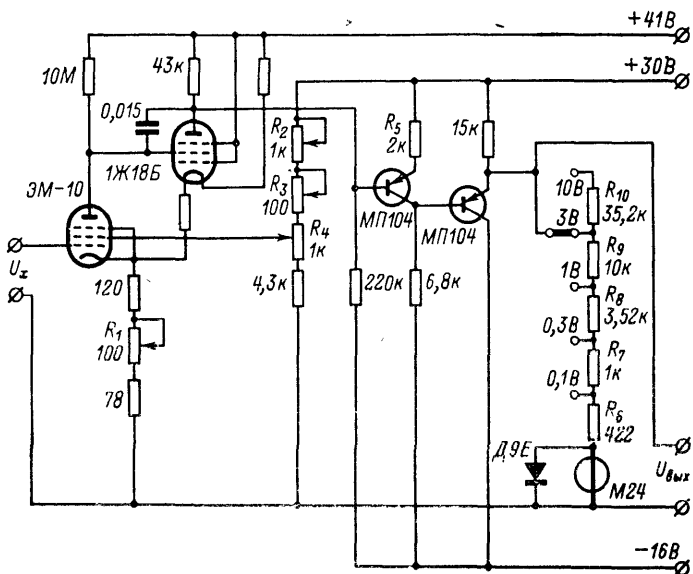 +41В
10М
43к
+30В
0,015
R2
1к
R5
2к
15к
1Ж18Б
R3
100
10В
R10
35,2к
ЭМ-10
R4
1к
МП104
МП104
3В
Uх
R9
10к
120
4,3к
220к
6,8к
1В
R8
3,52к
R1
100
0,3В
R7
1к
78
0,1В
R6
422
Д9Е
М24
Uвых
−16В